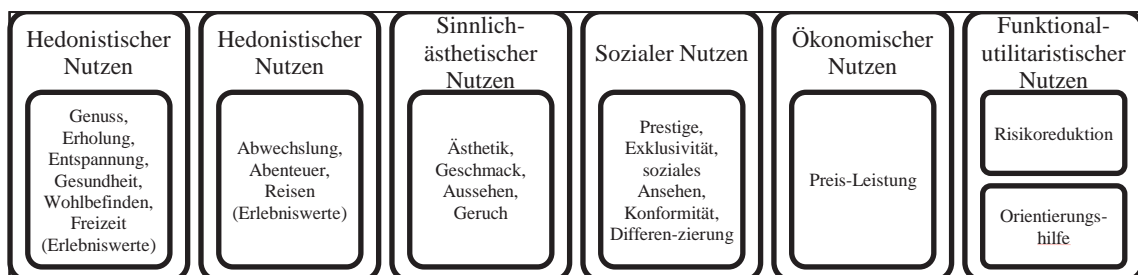 Hedonistischer
Nutzen
Genuss,
Erholung,
Entspannung,
Gesundheit,
Wohlbefinden,
Freizeit
(Erlebniswerte)
Hedonistischer
Nutzen
Abwechslung,
Abenteuer,
Reisen
(Erlebniswerte)
Sinnlich-
ästhetischer
Nutzen
Ästhetik,
Geschmack,
Aussehen,
Geruch
Sozialer Nutzen
Prestige,
Exklusivität,
soziales
Ansehen,
Konformität,
Differen-zierung
Ökonomischer
Nutzen
Preis-Leistung
Funktional-
utilitaristischer
Nutzen
Risikoreduktion
Orientierungs-
hilfe